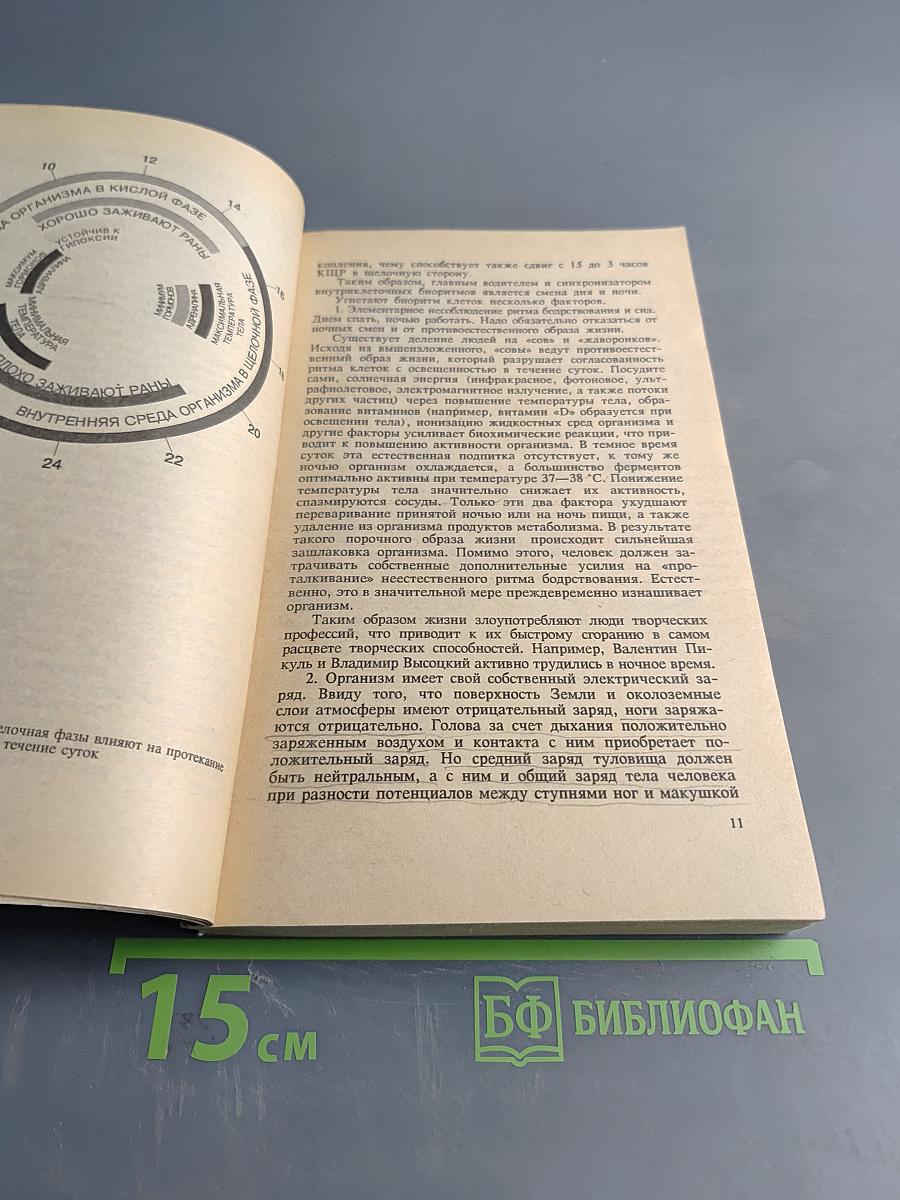 10
12
14
16
18
20
22
24
ДА ОРГАНИЗМА В КИСЛОЙ ФАЗЕ
ХОРОШО ЗАЖИВАЮТ РАНЫ
УСТОЙЧИВ К
ГИПОКСИИ
МАКСИМУМ
ГОРМОНОВ
АДРЕНАЛИНА
МИНИМАЛЬНАЯ
ТЕМПЕРАТУРА
ТЕЛА
МИНИМУМ
ГОРМОНОВ
АДРЕНАЛИНА
МАКСИМАЛЬНАЯ
ТЕМПЕРАТУРА
ТЕЛА
ПЛОХО ЗАЖИВАЮТ РАНЫ
ВНУТРЕННЯЯ СРЕДА ОРГАНИЗМА В ЩЕЛОЧНОЙ ФАЗЕ
елочная фазы влияют на протекание
течение суток
копления, чему способствует также сдвиг с 15 до 3 часов
КЩР в щелочную сторону.
Таким образом, главным водителем и синхронизатором
внутриклеточных биоритмов является смена дня и ночи.
Угнетают биоритм клеток несколько факторов.
1. Элементарное несоблюдение ритма бодрствования и сна.
Днем спать, ночью работать. Надо обязательно отказаться от
ночных смен и от противоестественного образа жизни.
Существует деление людей на «сов» и «жаворонков».
Исходя из вышеизложенного, «совы» ведут противоестест-
венный образ жизни, который разрушает согласованность
ритма клеток с освещенностью в течение суток. Посудите
сами, солнечная энергия (инфракрасное, фотоновое, ульт-
рафиолетовое, электромагнитное излучение, а также потоки
других частиц) через повышение температуры тела, обра-
зование витаминов (например, витамин «D» образуется при
освещении тела), ионизацию жидкостных сред организма и
другие факторы усиливает биохимические реакции, что при-
водит к повышению активности организма. В темное время
суток эта естественная подпитка отсутствует, к тому же
ночью организм охлаждается, а большинство ферментов
оптимально активны при температуре 37—38 °С. Понижение
температуры тела значительно снижает их активность,
спазмируются сосуды. Только эти два фактора ухудшают
переваривание принятой ночью или на ночь пищи, а также
удаление из организма продуктов метаболизма. В результате
такого порочного образа жизни происходит сильнейшая
зашлаковка организма. Помимо этого, человек должен за-
трачивать собственные дополнительные усилия на «про-
талкивание» неестественного ритма бодрствования. Естест-
венно, это в значительной мере преждевременно изнашивает
организм.
Таким образом жизни злоупотребляют люди творческих
профессий, что приводит к их быстрому сгоранию в самом
расцвете творческих способностей. Например, Валентин Пи-
куль и Владимир Высоцкий активно трудились в ночное время.
2. Организм имеет свой собственный электрический за-
ряд. Ввиду того, что поверхность Земли и околоземные
слои атмосферы имеют отрицательный заряд, ноги заряжа-
ются отрицательно. Голова за счет дыхания положительно
заряженным воздухом и контакта с ним приобретает по-
ложительный заряд. Но средний заряд туловища должен
быть нейтральным, а с ним и общий заряд тела человека
при разности потенциалов между ступнями ног и макушкой
11
15 см
БФ БИБЛИОФАН